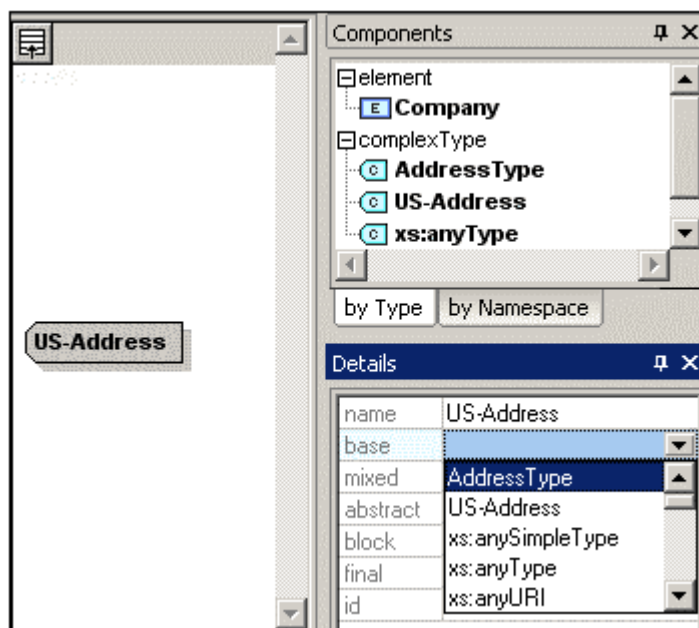 Components
element
E Company
complexType
C AddressType
C US-Address
C xs:anyType
by Type by Namespace
US-Address
Details
name US-Address
base
mixed AddressType
abstract US-Address
block xs:anySimpleType
final xs:anyType
id xs:anyURI